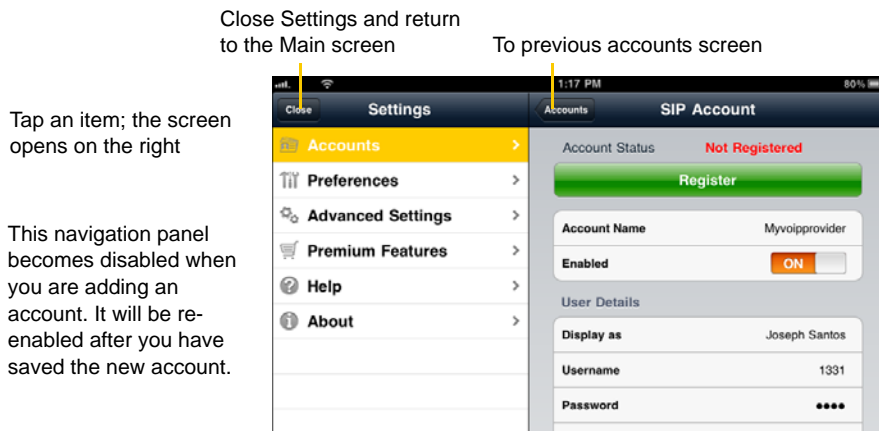 Close Settings and return
to the Main screen
To previous accounts screen
Tap an item; the screen
opens on the right
This navigation panel
becomes disabled when
you are adding an
account. It will be re-
enabled after you have
saved the new account.
1:17 PM
80%
Close
Settings
Accounts
SIP Account
Accounts
Preferences
Advanced Settings
Premium Features
Help
About
Account Status
Not Registered
Register
Account Name
Myvoipprovider
Enabled
ON
User Details
Display as
Joseph Santos
Username
1331
Password
●●●●